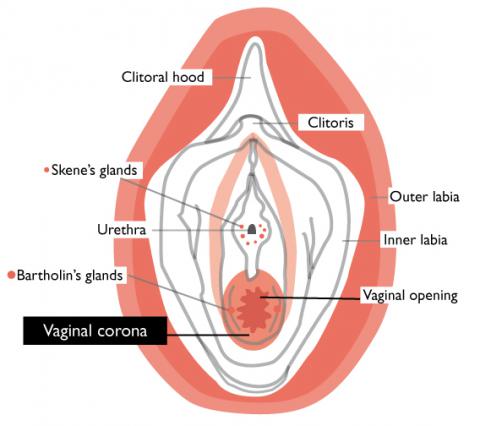 Clitoral hood
Clitoris
Skene's glands
Outer labia
Urethra
Inner labia
Bartholin's glands
Vaginal opening
Vaginal corona